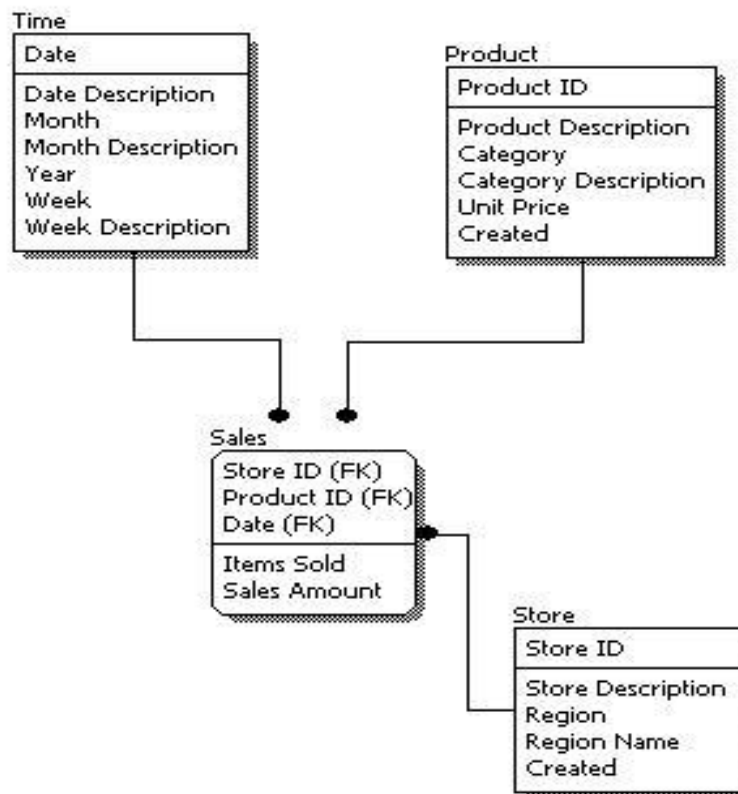 Time
Date
Date Description
Month
Month Description
Year
Week
Week Description
Product
Product ID
Product Description
Category
Category Description
Unit Price
Created
Sales
Store ID (FK)
Product ID (FK)
Date (FK)
Items Sold
Sales Amount
Store
Store ID
Store Description
Region
Region Name
Created